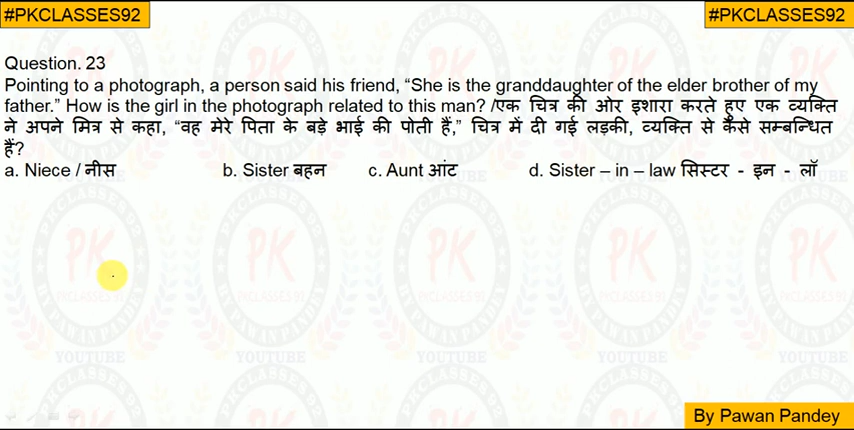 #PKCLASSES92
#PKCLASSES92
Question. 23
Pointing to a photograph, a person said his friend, “She is the granddaughter of the elder brother of my
father.” How is the girl in the photograph related to this man? /एक चित्र की ओर इशारा करते हुए एक व्यक्ति
ने अपने मित्र से कहा, “वह मेरे पिता के बड़े भाई की पोती हैं,” चित्र में दी गई लड़की, व्यक्ति से कैसे सम्बन्धित
हैं?
a. Niece / नीस b. Sister बहन c. Aunt आंट d. Sister – in – law सिस्टर - इन - लॉ
By Pawan Pandey